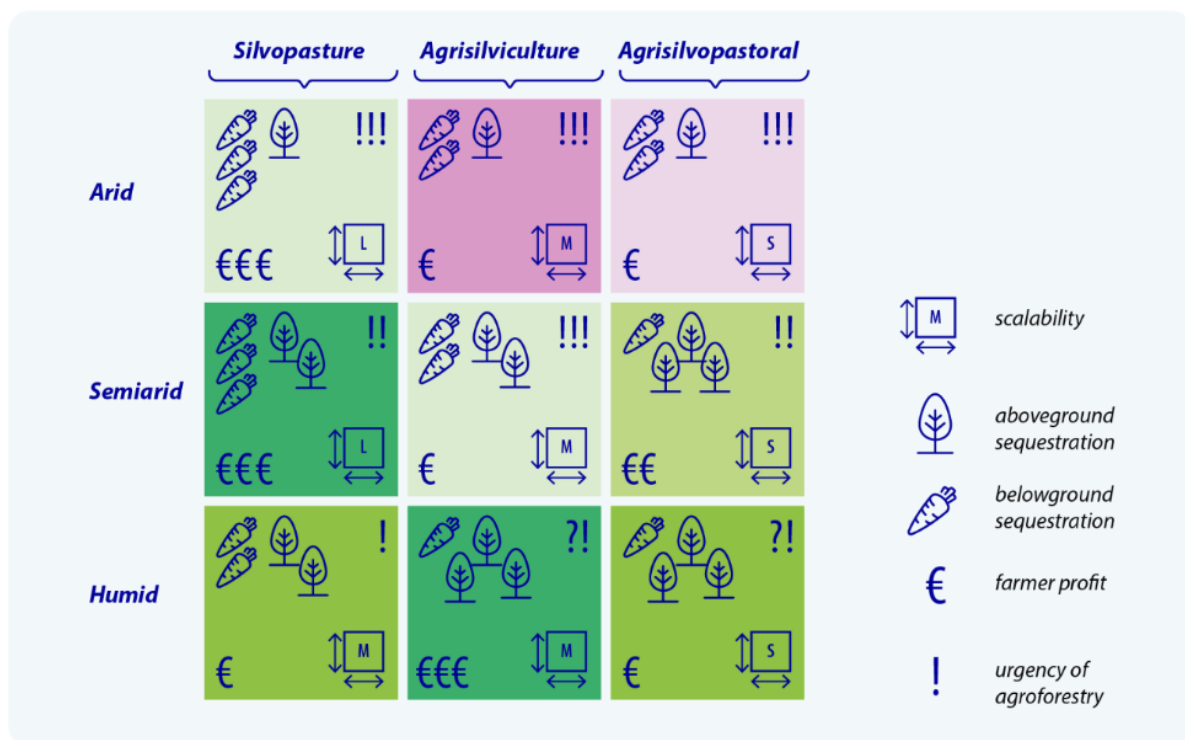 Silvopasture Agrisilviculture Agrisilvopastoral
Arid
!!! !!! !!!
L M S
€€€ € €
Semiarid
!! !!! !!
L M S
€€€ € €€
Humid
! ?! ?!
M M S
€ €€€ €
M scalability
aboveground
sequestration
belowground
sequestration
€ farmer profit
! urgency of
agroforestry